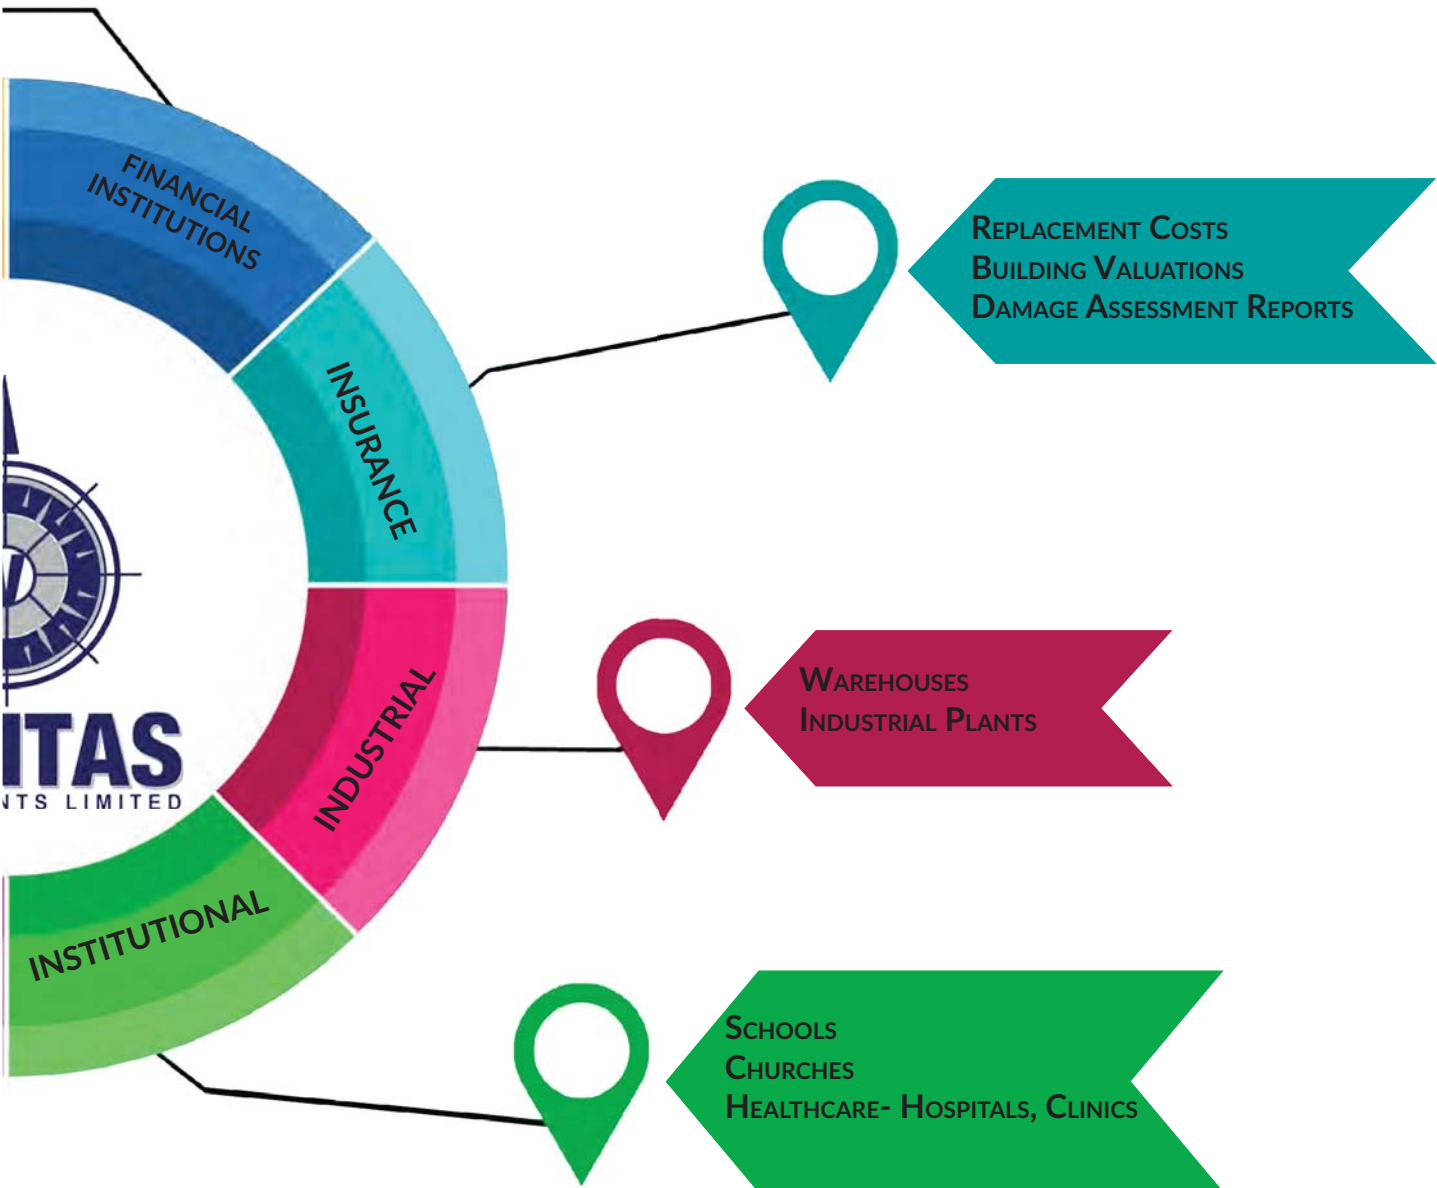 FINANCIAL
INSTITUTIONS
REPLACEMENT COSTS
BUILDING VALUATIONS
DAMAGE ASSESSMENT REPORTS
INSURANCE
WAREHOUSES
INDUSTRIAL PLANTS
INDUSTRIAL
ITAS
NTS LIMITED
INSTITUTIONAL
SCHOOLS
CHURCHES
HEALTHCARE- HOSPITALS, CLINICS